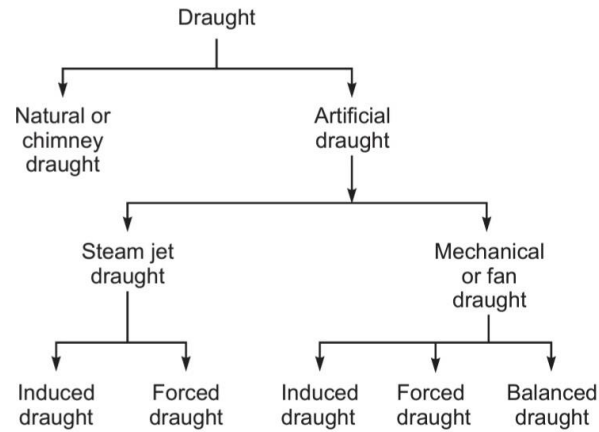 Draught
Natural or
chimney
draught
Artificial
draught
Steam jet
draught
Mechanical
or fan
draught
Induced
draught
Forced
draught
Induced
draught
Forced
draught
Balanced
draught